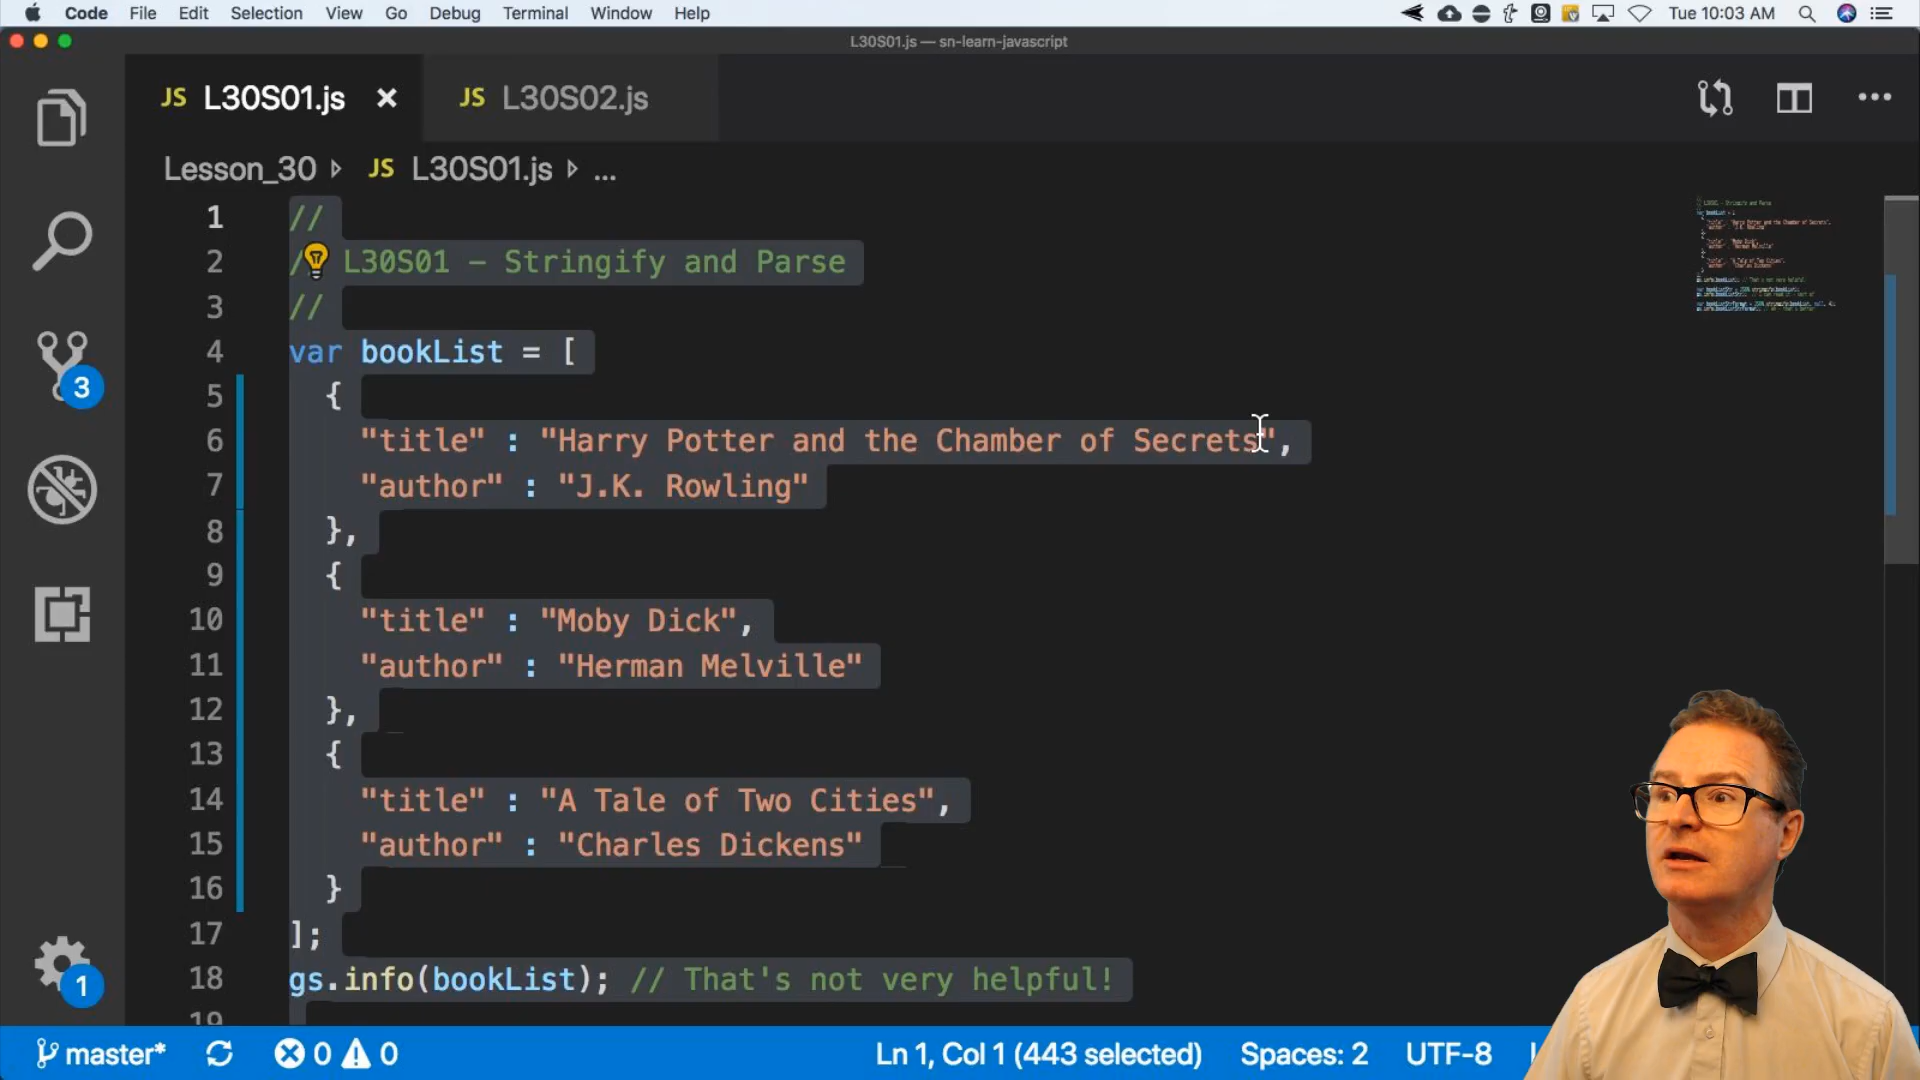 Code File Edit Selection View Go Debug Terminal Window Help Tue 10:03 AM
L30S01.js — sn-learn-javascript
JS L30S01.js JS L30S02.js
Lesson_30 JS L30S01.js ...
1 //
2 / L30S01 – Stringify and Parse
3 //
4 var bookList = [
5 {
6 "title" : "Harry Potter and the Chamber of Secrets",
7 "author" : "J.K. Rowling"
8 },
9 {
10 "title" : "Moby Dick",
11 "author" : "Herman Melville"
12 },
13 {
14 "title" : "A Tale of Two Cities",
15 "author" : "Charles Dickens"
16 }
17 ];
18 gs.info(bookList); // That's not very helpful!
19
3
1
master* 0 0 Ln 1, Col 1 (443 selected) Spaces: 2 UTF-8